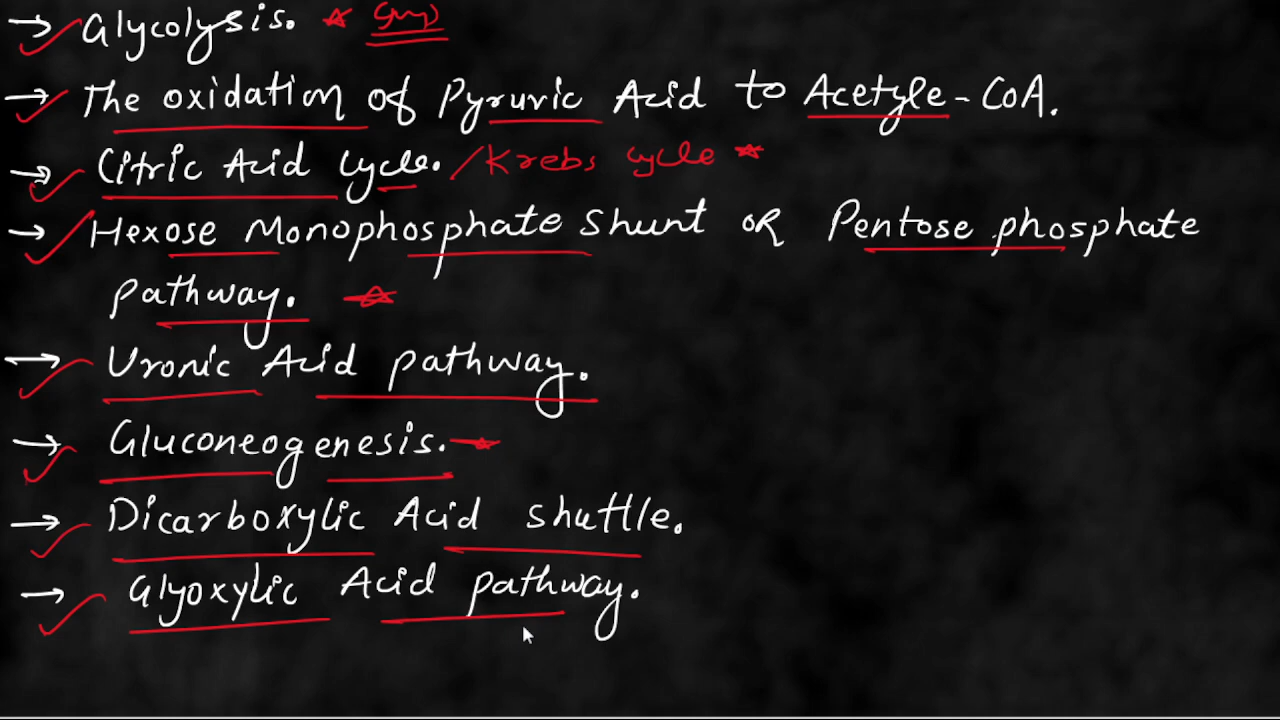 → Glycolysis. ★
→ The oxidation of Pyruvic Acid to Acetyle-CoA.
→ Citric Acid Cycle. /Krebs cycle ★
→ Hexose Monophosphate Shunt OR Pentose phosphate
pathway. ★
→ Uronic Acid pathway.
→ Gluconeogenesis. ★
→ Dicarboxylic Acid shuttle.
→ Glyoxylic Acid pathway.